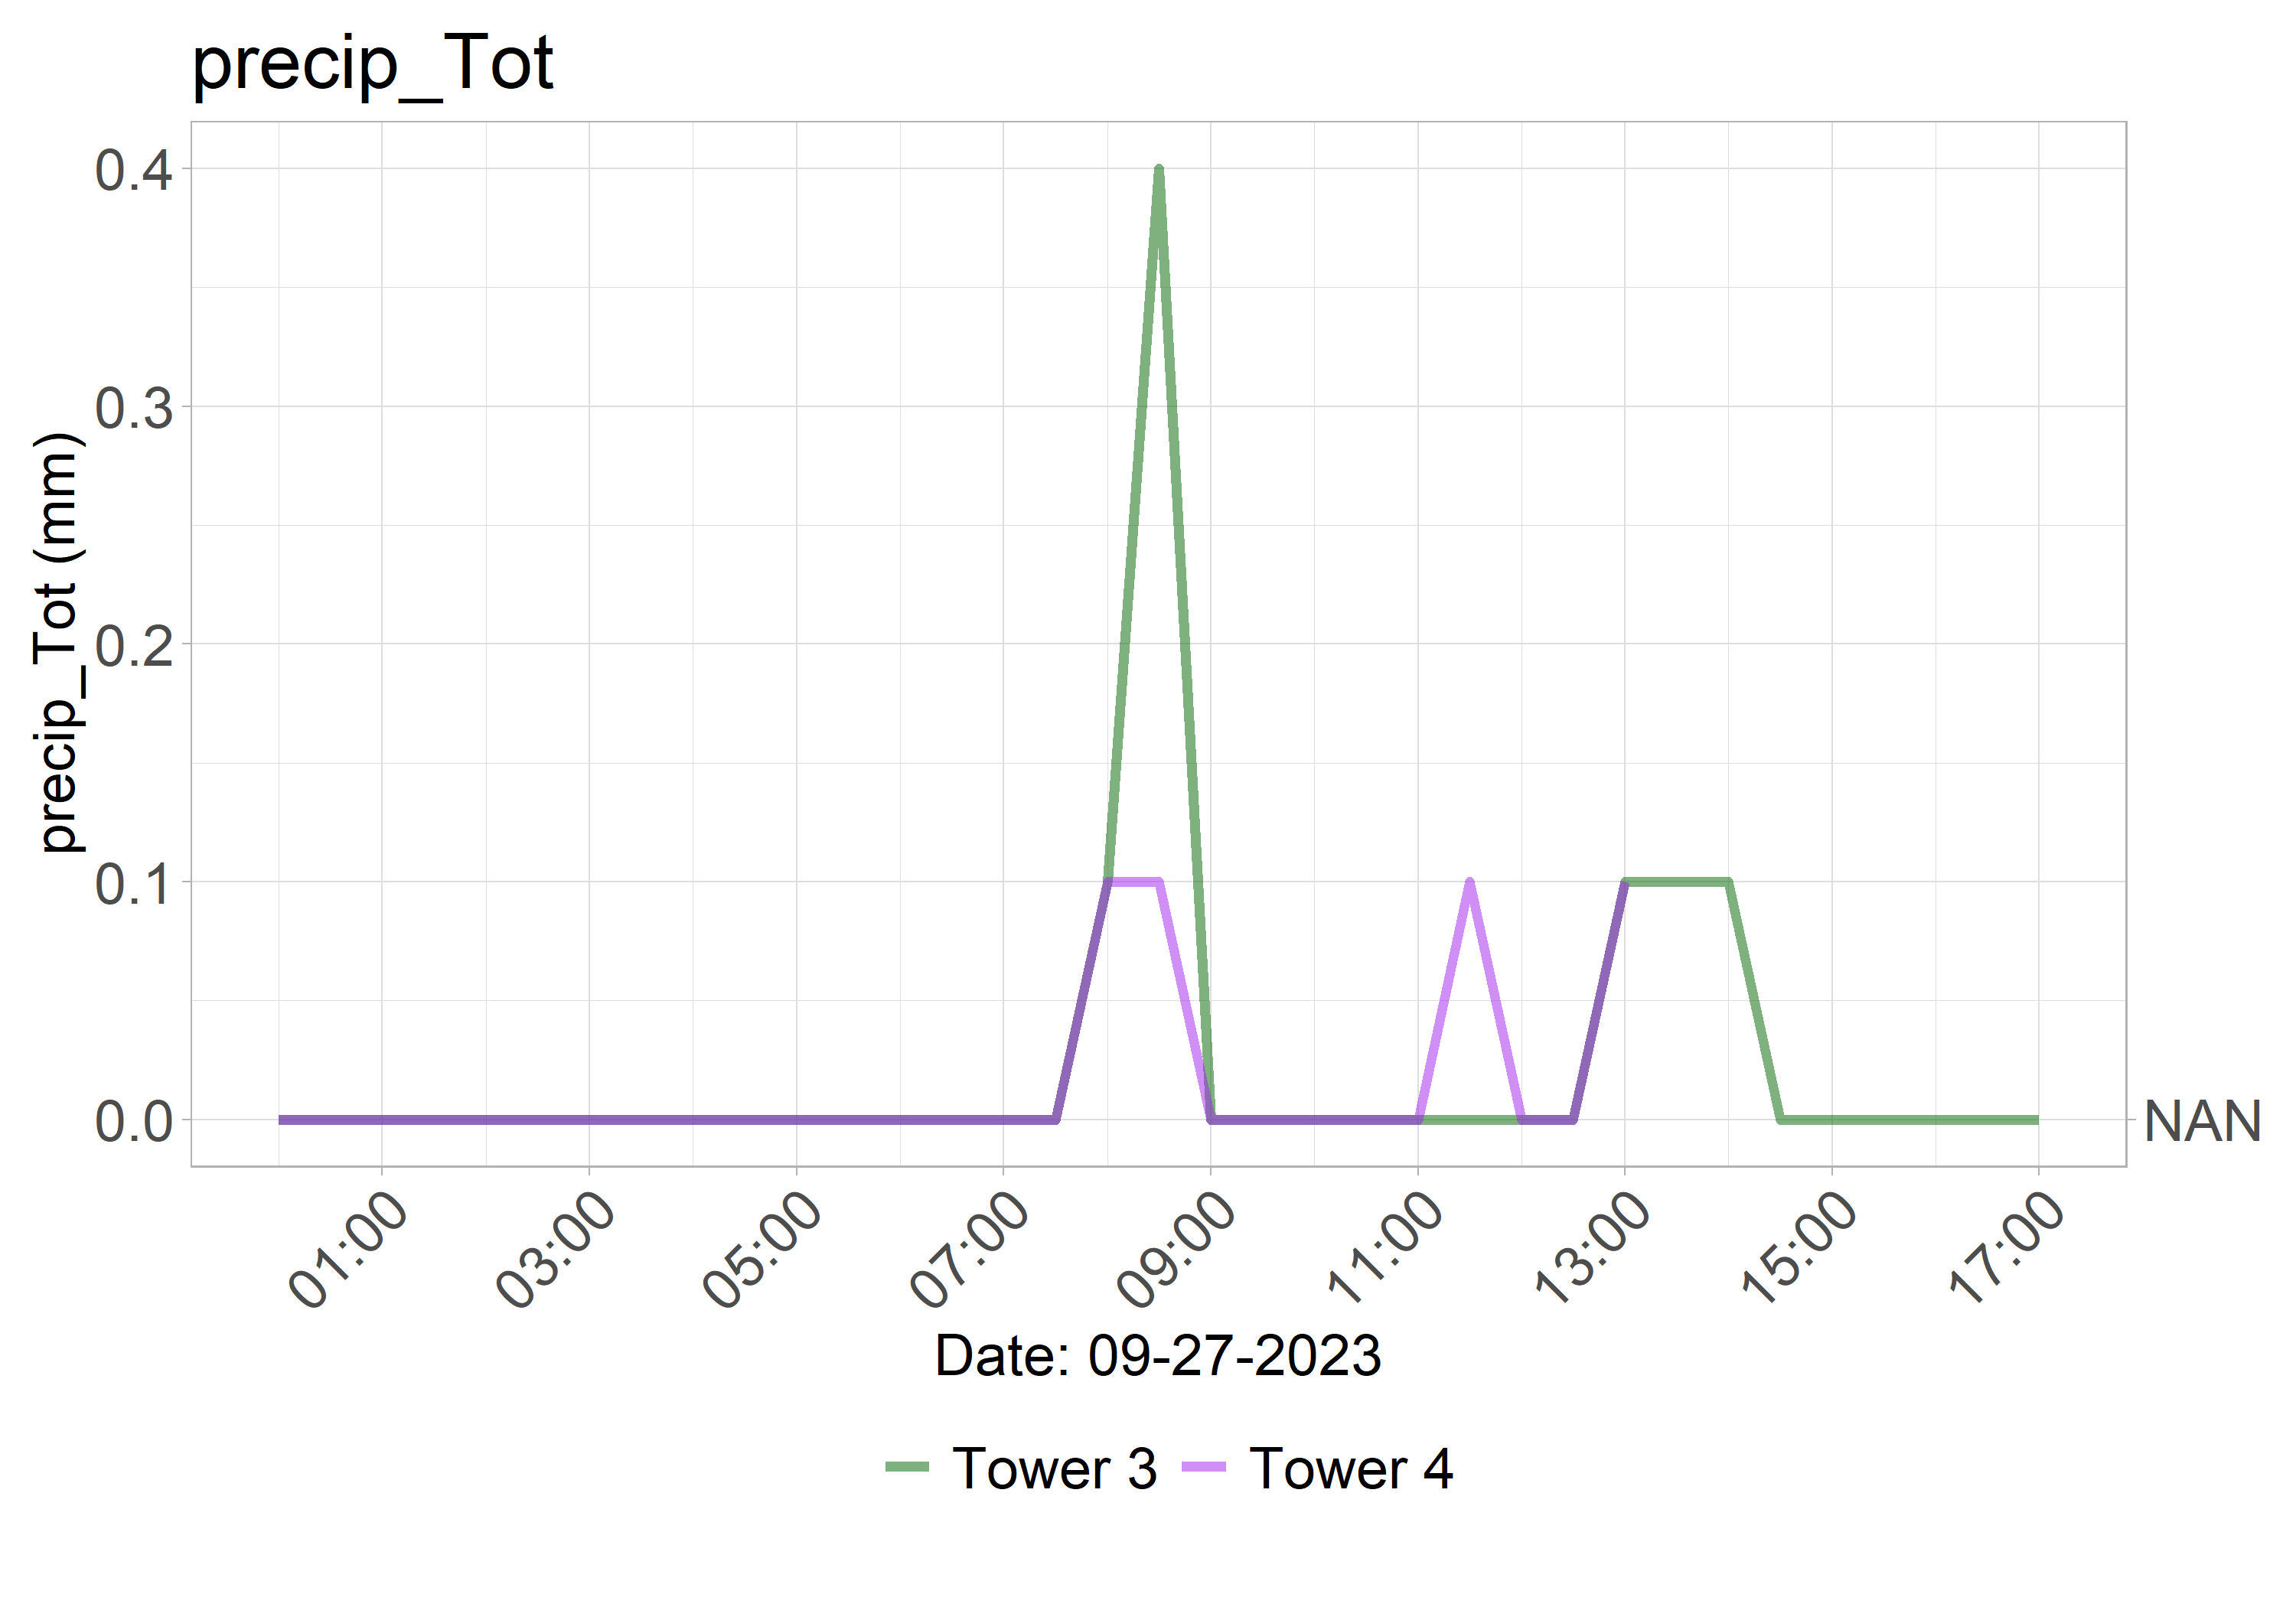 precip_Tot
precip_Tot (mm)
0.4
0.3
0.2
0.1
0.0
NAN
01:00 03:00 05:00 07:00 09:00 11:00 13:00 15:00 17:00
Date: 09-27-2023
Tower 3 Tower 4